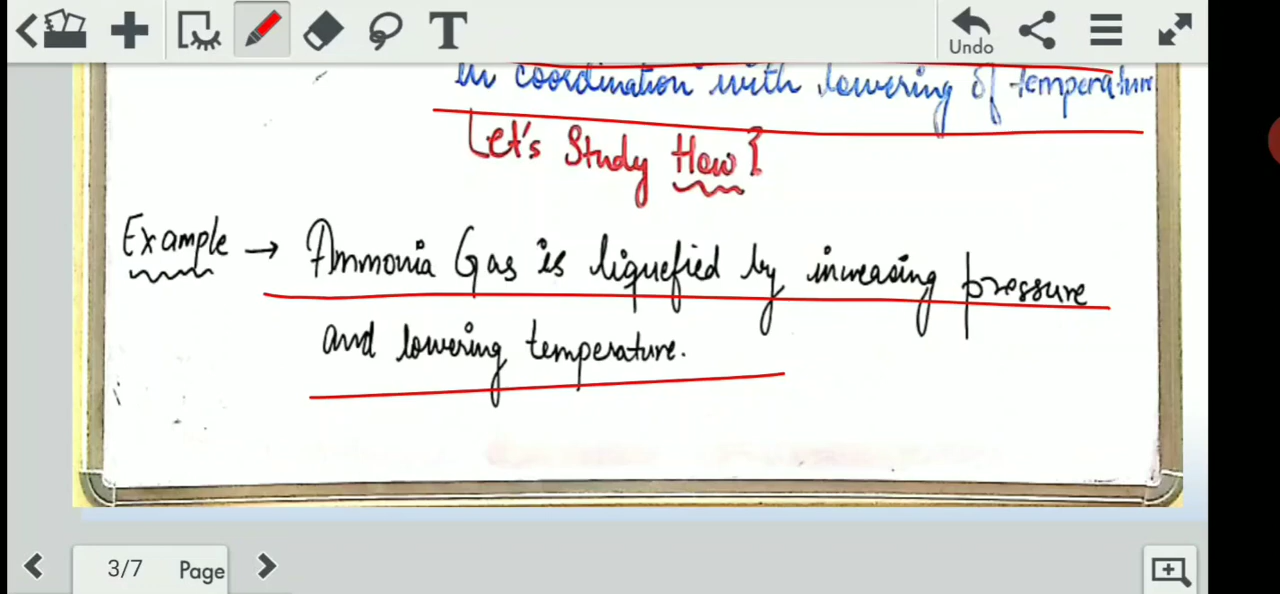 T
Undo
in coordination with lowering of temperature
Let's Study How?
Example → Ammonia Gas is liquefied by increasing pressure
and lowering temperature.
3/7 Page